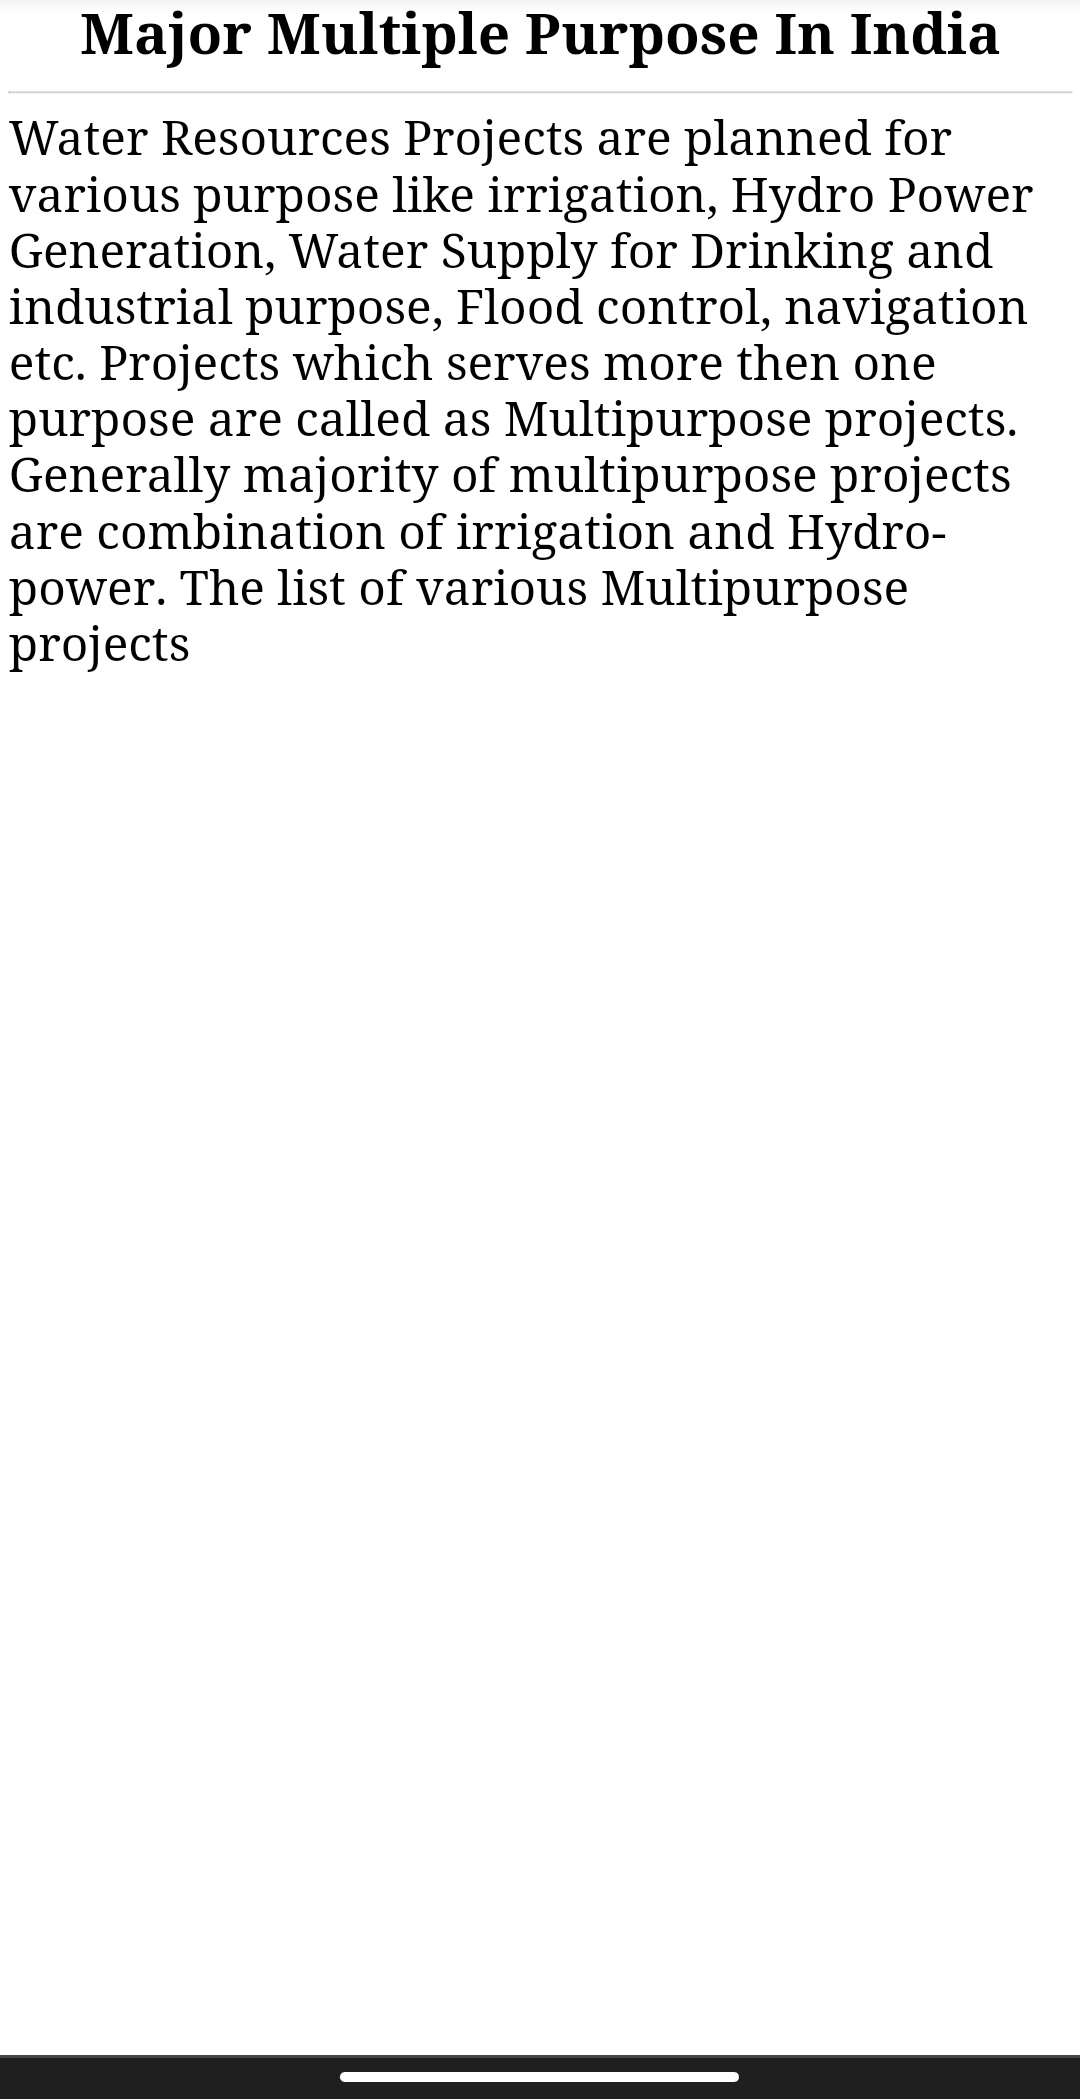 Major Multiple Purpose In India
Water Resources Projects are planned for
various purpose like irrigation, Hydro Power
Generation, Water Supply for Drinking and
industrial purpose, Flood control, navigation
etc. Projects which serves more then one
purpose are called as Multipurpose projects.
Generally majority of multipurpose projects
are combination of irrigation and Hydro-
power. The list of various Multipurpose
projects